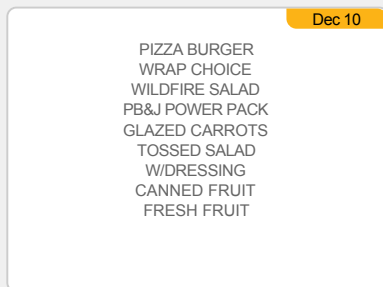 Dec 10
PIZZA BURGER
WRAP CHOICE
WILDFIRE SALAD
PB&J POWER PACK
GLAZED CARROTS
TOSSED SALAD
W/DRESSING
CANNED FRUIT
FRESH FRUIT